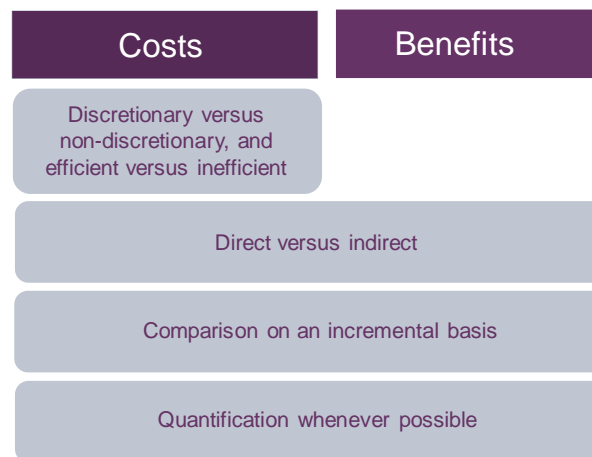 Costs
Benefits
Discretionary versus
non-discretionary, and
efficient versus inefficient
Direct versus indirect
Comparison on an incremental basis
Quantification whenever possible